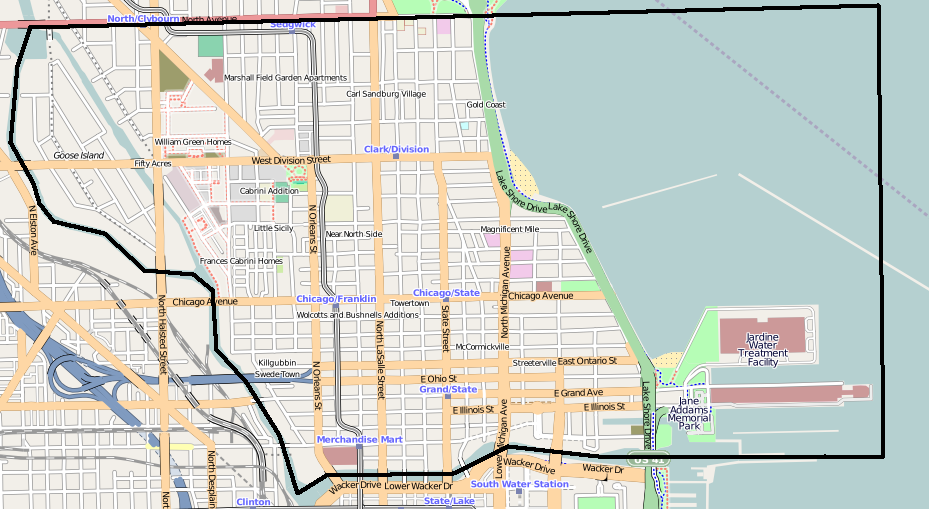 North/Clybourn
North Avenue
Sedgwick
Marshall Field Garden Apartments
Carl Sandburg Village
Gold Coast
William Green Homes
Clark/Division
Goose Island
Fifty Acres
West Division Street
Lake Shore Drive
Lake Shore Drive
Cabrini Addition
N Elston Ave
N Orleans St
Little Sicily
Near North Side
Magnificent Mile
Frances Cabrini Homes
North Michigan Avenue
Chicago Avenue
Chicago/Franklin
Chicago/State
Chicago Avenue
Towertown
Wolcotts and Bushnells Additions
North Halsted Street
North LaSalle Street
State Street
McCormickville
Jardine
Water
Treatment
Facility
Killgubbin
Swede Town
Streeterville
East Ontario St
N Orleans St
E Ohio St
Grand/State
E Grand Ave
E Illinois St
E Illinois St
Lake Shore Drive
Jane
Addams
Memorial
Park
Merchandise Mart
Lower Michigan Ave
Wacker Drive
Wacker Dr
US 41
North
North Desplain
Wacker Drive
Lower Wacker Dr
South Water Station
Clinton
State/Lake